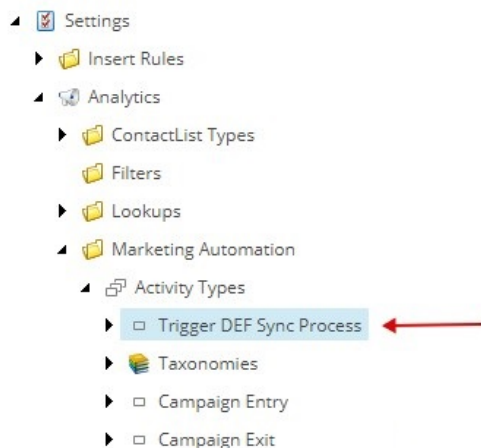 Settings
Insert Rules
Analytics
ContactList Types
Filters
Lookups
Marketing Automation
Activity Types
Trigger DEF Sync Process
Taxonomies
Campaign Entry
Campaign Exit